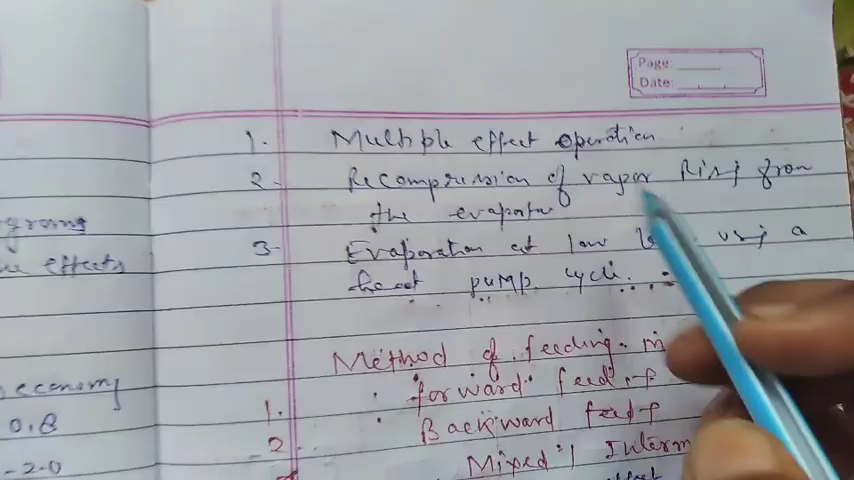 Page:
Date:
1. Multiple effect operation
2. Recompression of vapor Rising from
the evaporator
3- Evaporation at low using a
heat pump cycle.
Method of feeding. in
1. forward feed
2 Backward feed
Mixed
effects
economy
0.8
-2.0